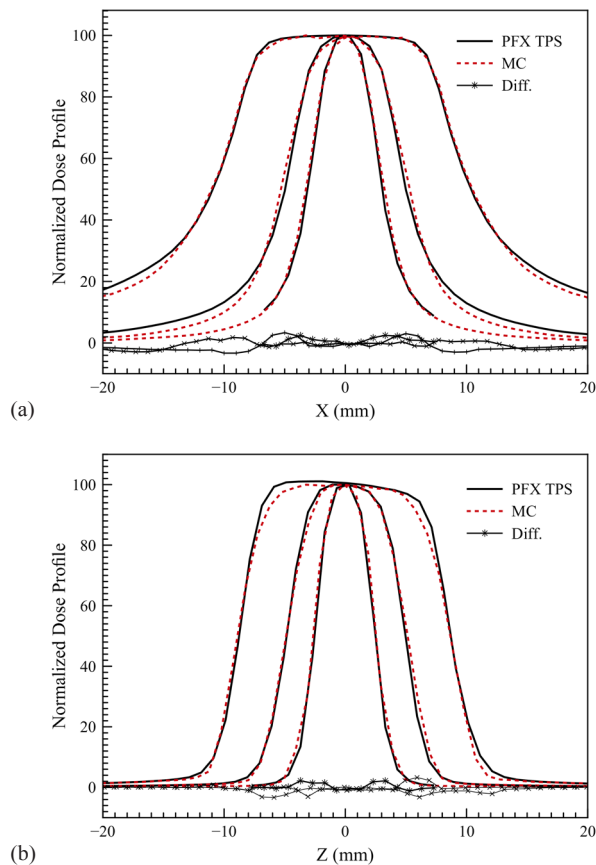 100
80
60
40
20
0
Normalized Dose Profile
PFX TPS
MC
Diff.
−20
−10
0
10
20
X (mm)
(a)
100
80
60
40
20
0
Normalized Dose Profile
PFX TPS
MC
Diff.
−20
−10
0
10
20
Z (mm)
(b)